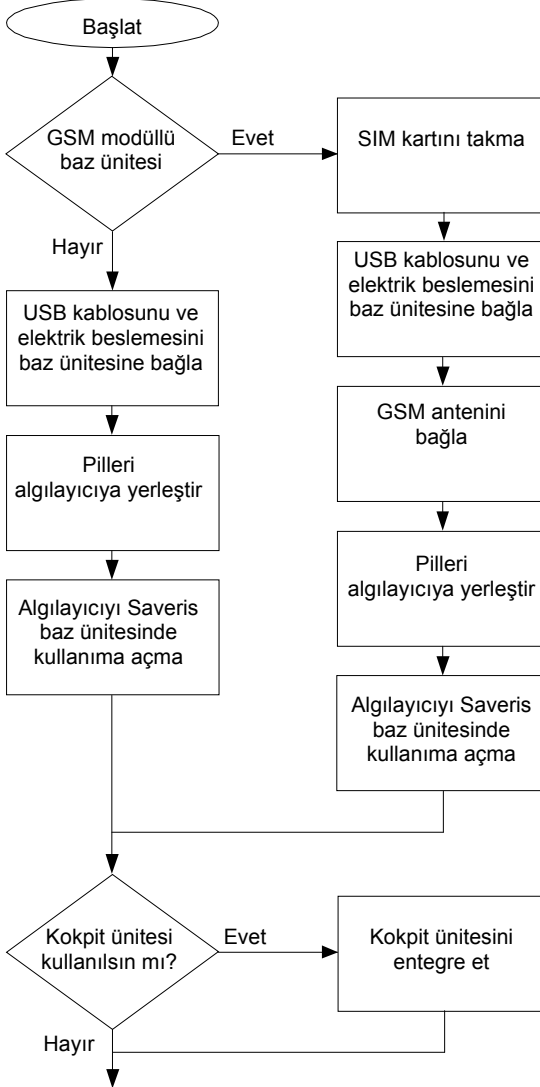 Başlat
GSM modüllü
baz ünitesi
Evet
SIM kartını takma
Hayır
USB kablosunu ve
elektrik beslemesini
baz ünitesine bağla
USB kablosunu ve
elektrik beslemesini
baz ünitesine bağla
GSM antenini
bağla
Pilleri
algılayıcıya yerleştir
Pilleri
algılayıcıya yerleştir
Algılayıcıyı Saveris
baz ünitesinde
kullanıma açma
Algılayıcıyı Saveris
baz ünitesinde
kullanıma açma
Kokpit ünitesi
kullanılsın mı?
Evet
Kokpit ünitesini
entegre et
Hayır